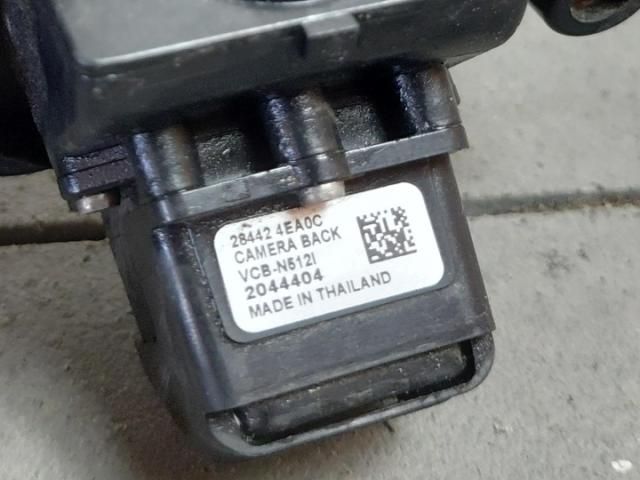 28442 4EA0C
CAMERA BACK
VCB-N512I
2044404
MADE IN THAILAND